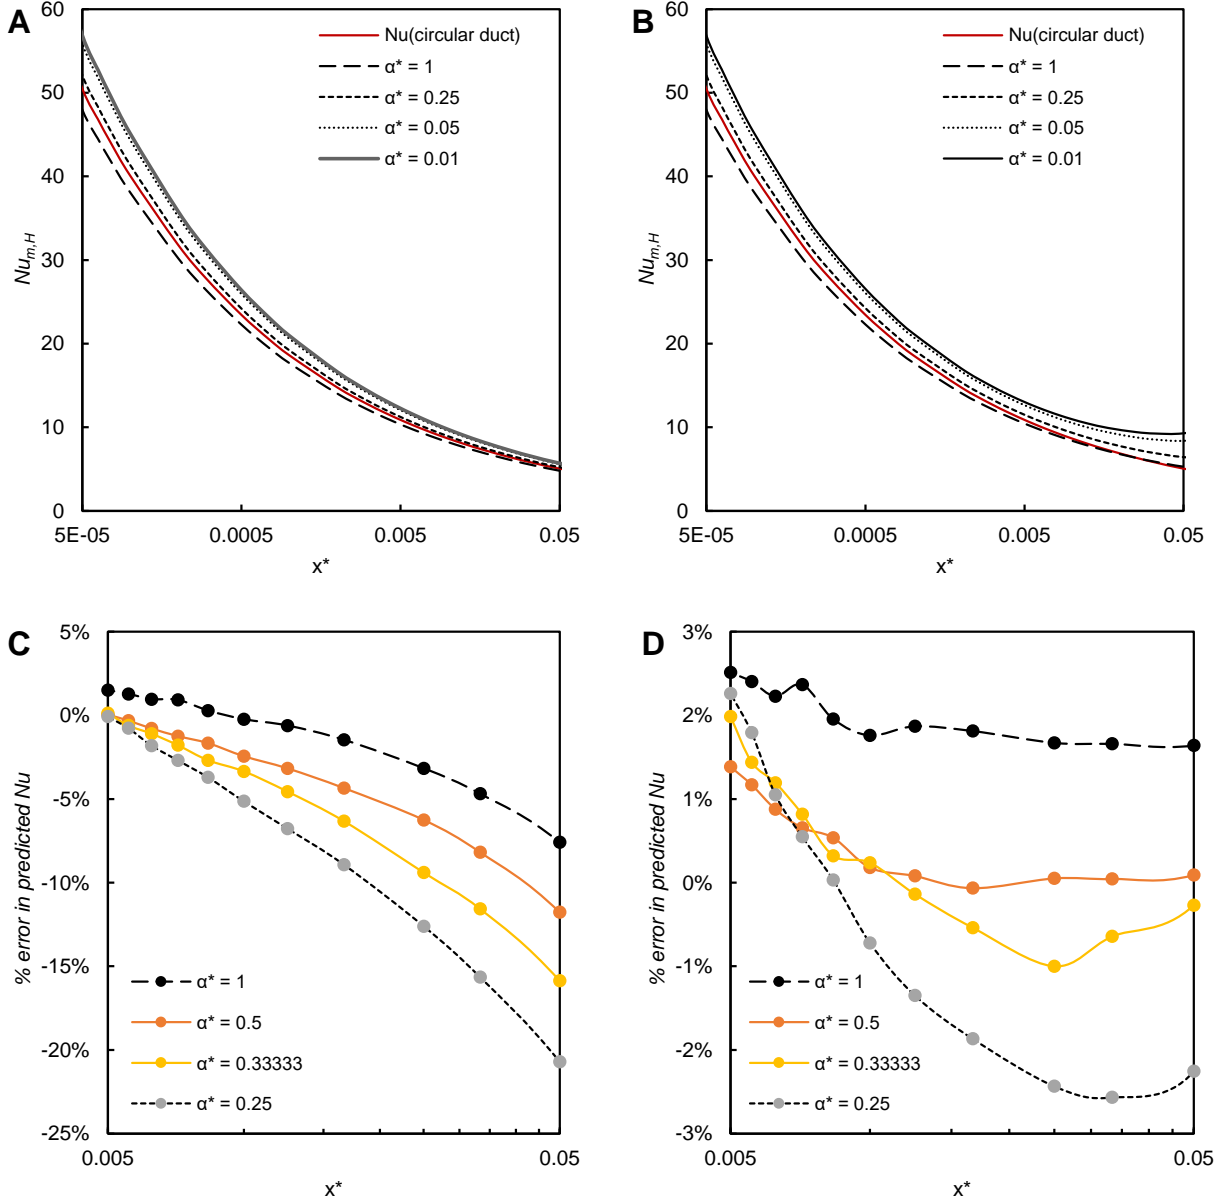 A
60
50
40
30
20
10
0
Nu_m,H
5E-05
0.0005
0.005
0.05
x*
Nu(circular duct)
α* = 1
α* = 0.25
α* = 0.05
α* = 0.01
B
60
50
40
30
20
10
0
Nu_m,H
5E-05
0.0005
0.005
0.05
x*
Nu(circular duct)
α* = 1
α* = 0.25
α* = 0.05
α* = 0.01
C
5%
0%
-5%
-10%
-15%
-20%
-25%
% error in predicted Nu
α* = 1
α* = 0.5
α* = 0.33333
α* = 0.25
0.005
0.05
x*
D
3%
2%
1%
0%
-1%
-2%
-3%
% error in predicted Nu
α* = 1
α* = 0.5
α* = 0.33333
α* = 0.25
0.005
0.05
x*